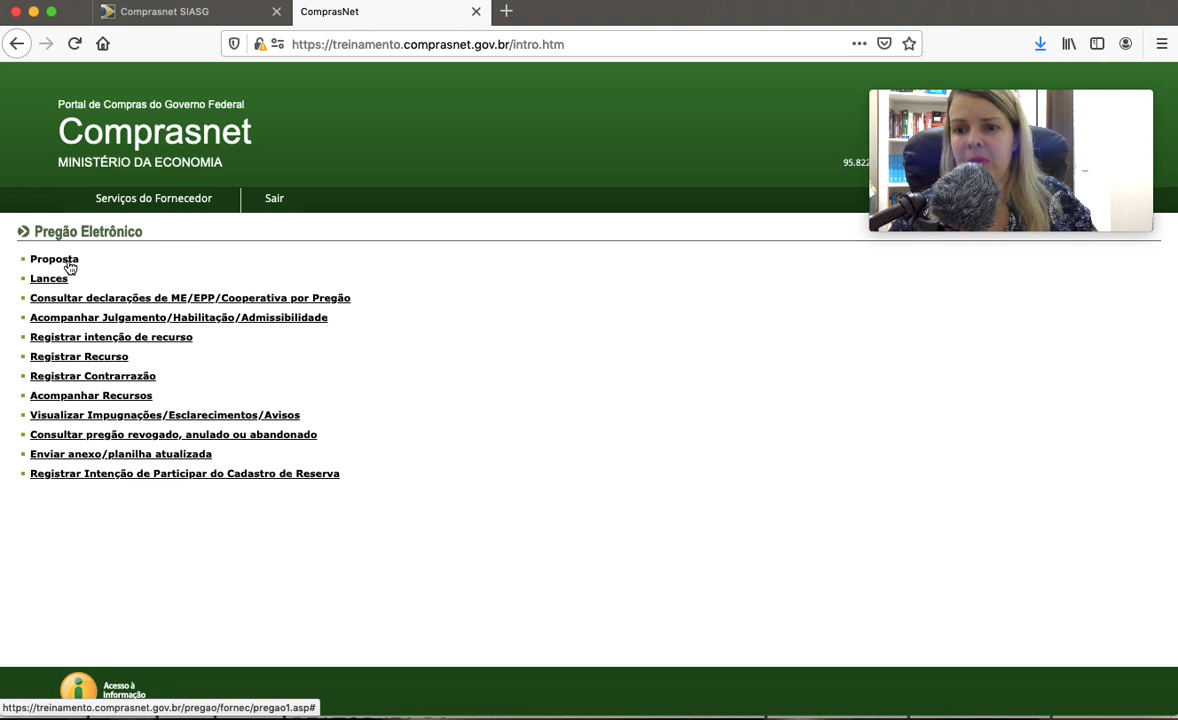 Comprasnet SIASG
ComprasNet
https://treinamento.comprasnet.gov.br/intro.htm
Portal de Compras do Governo Federal
Comprasnet
MINISTÉRIO DA ECONOMIA
95.822
Serviços do Fornecedor
Sair
Pregão Eletrônico
Proposta
Lances
Consultar declarações de ME/EPP/Cooperativa por Pregão
Acompanhar Julgamento/Habilitação/Admissibilidade
Registrar intenção de recurso
Registrar Recurso
Registrar Contrarrazão
Acompanhar Recursos
Visualizar Impugnações/Esclarecimentos/Avisos
Consultar pregão revogado, anulado ou abandonado
Enviar anexo/planilha atualizada
Registrar Intenção de Participar do Cadastro de Reserva
Acesso à
Informação
https://treinamento.comprasnet.gov.br/pregao/fornec/pregao1.asp#